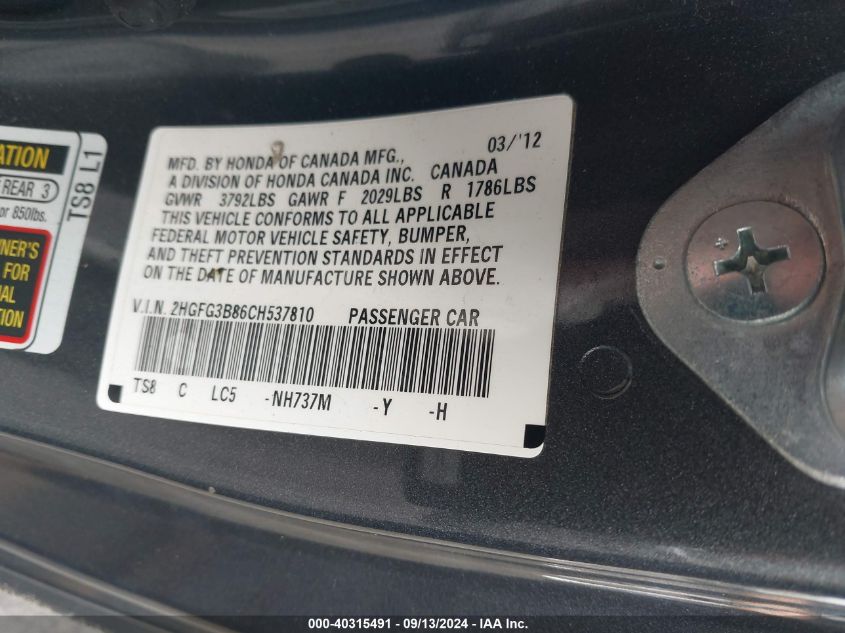 ATION
REAR 3
or 850lbs.
WNER'S
FOR
AL
TION
TS8 L1
03/'12
MFD. BY HONDA OF CANADA MFG.,
A DIVISION OF HONDA CANADA INC. CANADA
GVWR 3792LBS GAWR F 2029LBS R 1786LBS
THIS VEHICLE CONFORMS TO ALL APPLICABLE
FEDERAL MOTOR VEHICLE SAFETY, BUMPER,
AND THEFT PREVENTION STANDARDS IN EFFECT
ON THE DATE OF MANUFACTURE SHOWN ABOVE.
V.I.N. 2HGFG3B86CH537810 PASSENGER CAR
TS8 C LC5 -NH737M -Y -H
000-40315491 - 09/13/2024 - IAA Inc.